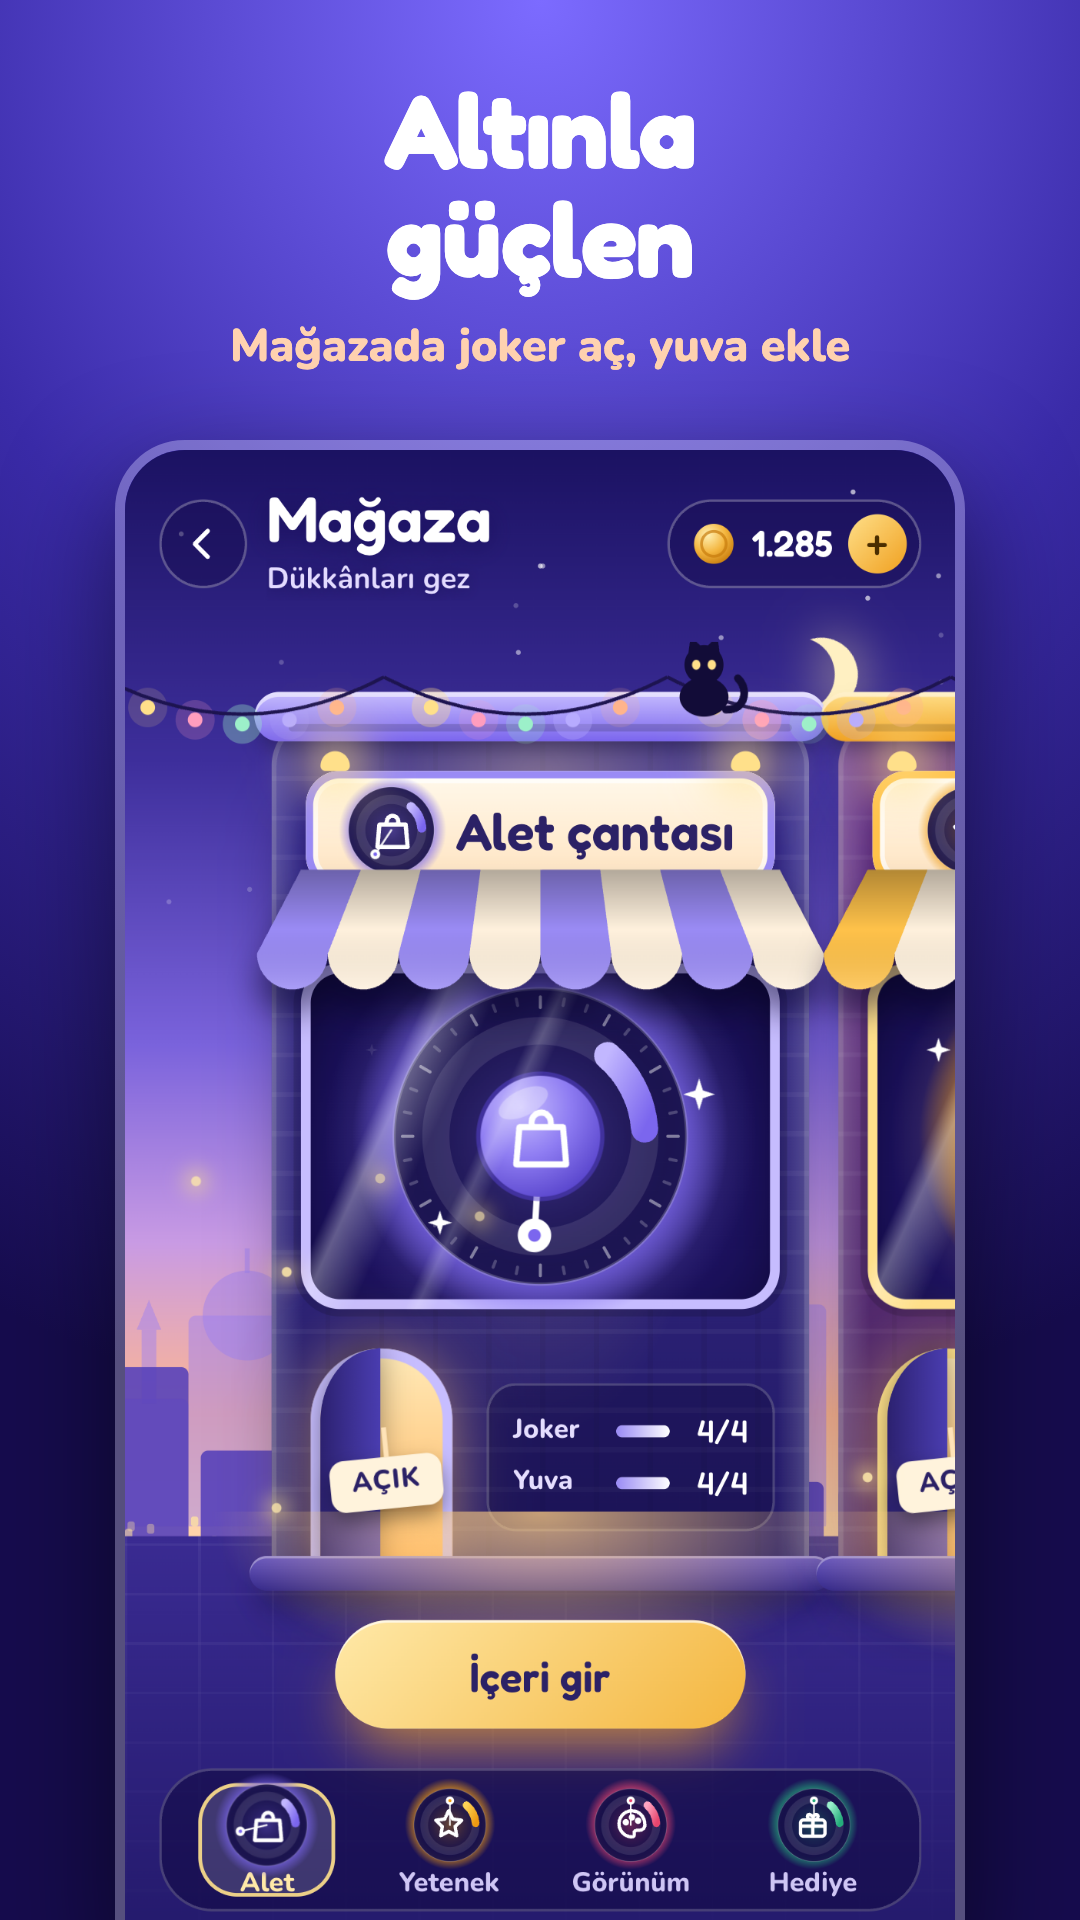 Altınla
güçlen
Mağazada joker aç, yuva ekle
Mağaza
Dükkânları gez
1.285
+
Alet çantası
Joker 4/4
Yuva 4/4
AÇIK
AÇ
İçeri gir
Alet
Yetenek
Görünüm
Hediye